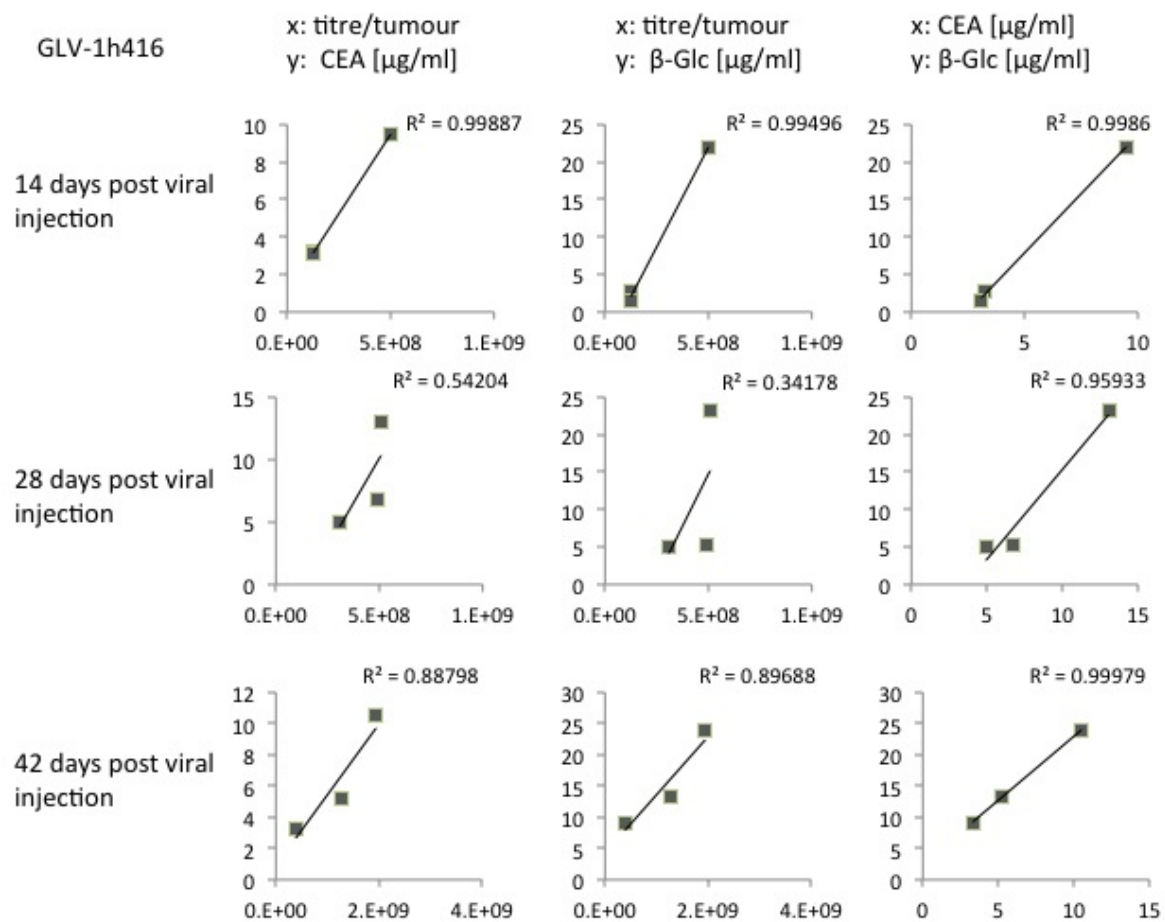 GLV-1h416
x: titre/tumour
y: CEA [µg/ml]
x: titre/tumour
y: β-Glc [µg/ml]
x: CEA [µg/ml]
y: β-Glc [µg/ml]
14 days post viral
injection
R² = 0.99887
10
8
6
4
2
0
0.E+00 5.E+08 1.E+09
R² = 0.99496
25
20
15
10
5
0
0.E+00 5.E+08 1.E+09
R² = 0.9986
25
20
15
10
5
0
0 5 10
28 days post viral
injection
R² = 0.54204
15
10
5
0
0.E+00 5.E+08 1.E+09
R² = 0.34178
25
20
15
10
5
0
0.E+00 5.E+08 1.E+09
R² = 0.95933
25
20
15
10
5
0
0 5 10 15
42 days post viral
injection
R² = 0.88798
12
10
8
6
4
2
0
0.E+00 2.E+09 4.E+09
R² = 0.89688
30
25
20
15
10
5
0
0.E+00 2.E+09 4.E+09
R² = 0.99979
30
25
20
15
10
5
0
0 5 10 15